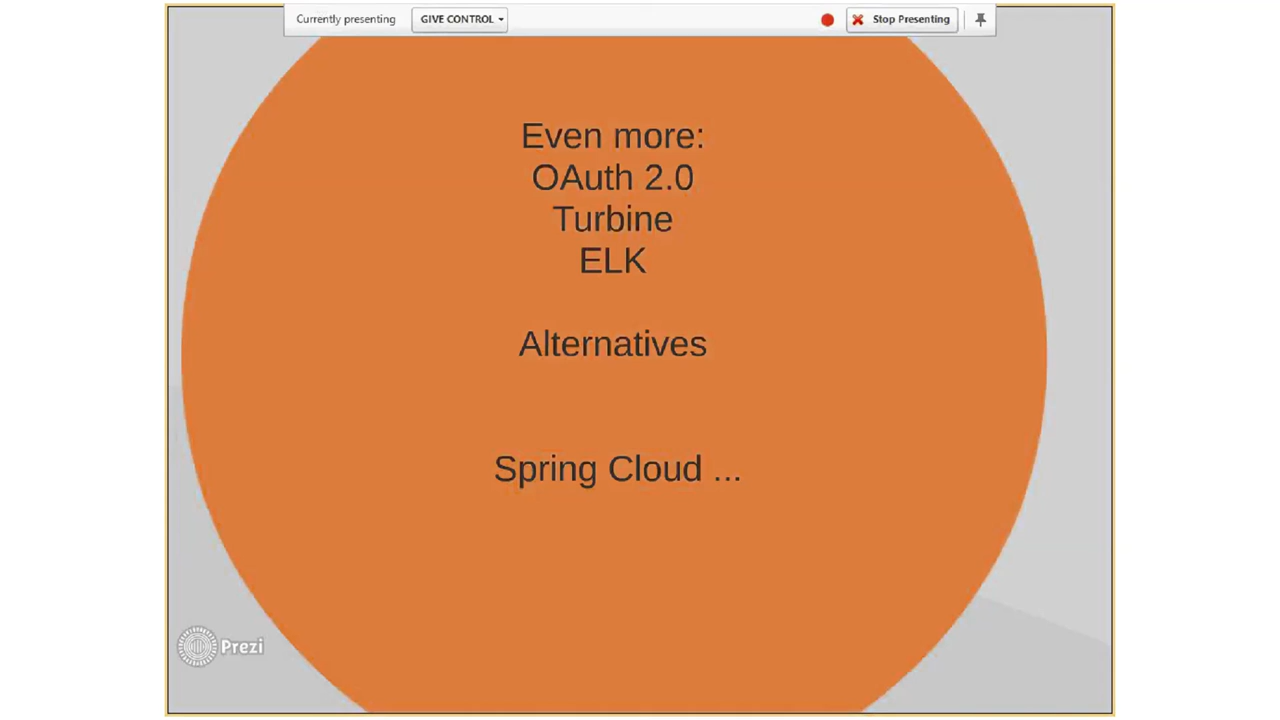 Currently presenting GIVE CONTROL Stop Presenting
Even more:
OAuth 2.0
Turbine
ELK
Alternatives
Spring Cloud ...
Prezi